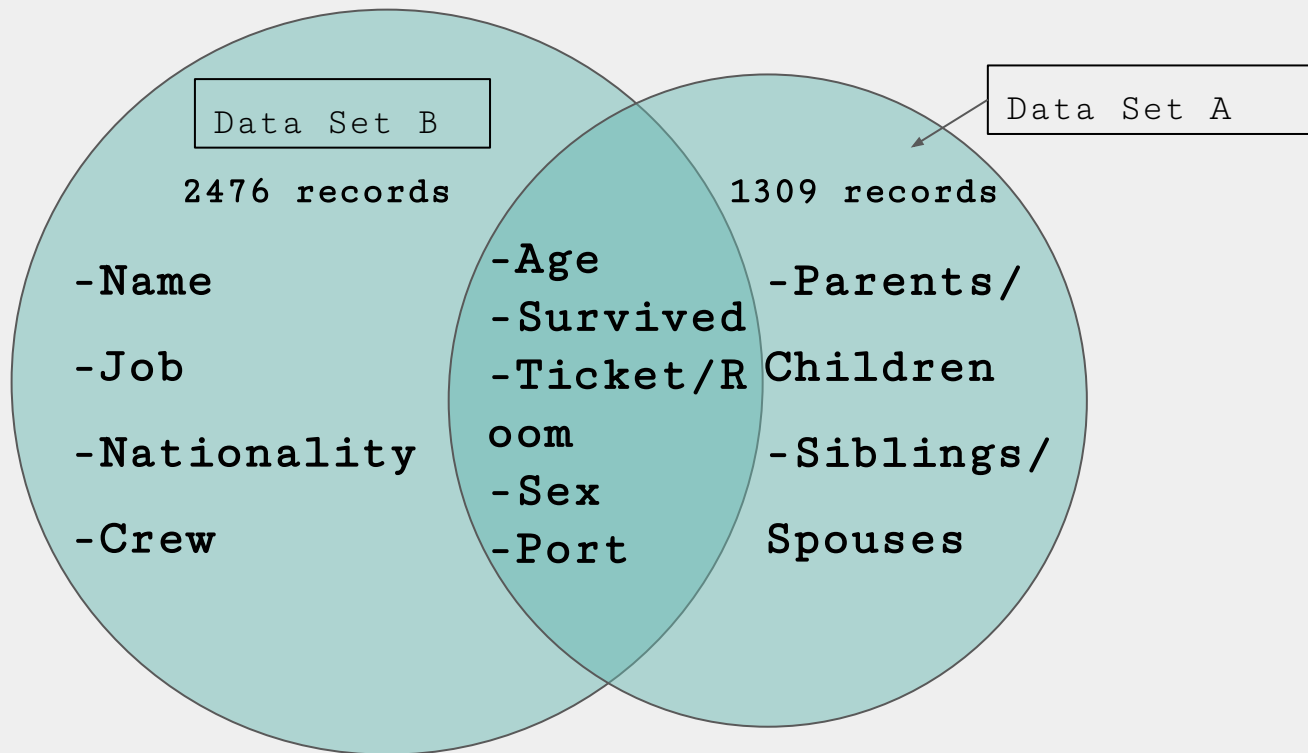 Data Set B
2476 records
-Name
-Job
-Nationality
-Crew
-Age
-Survived
-Ticket/R
oom
-Sex
-Port
Data Set A
1309 records
-Parents/
Children
-Siblings/
Spouses